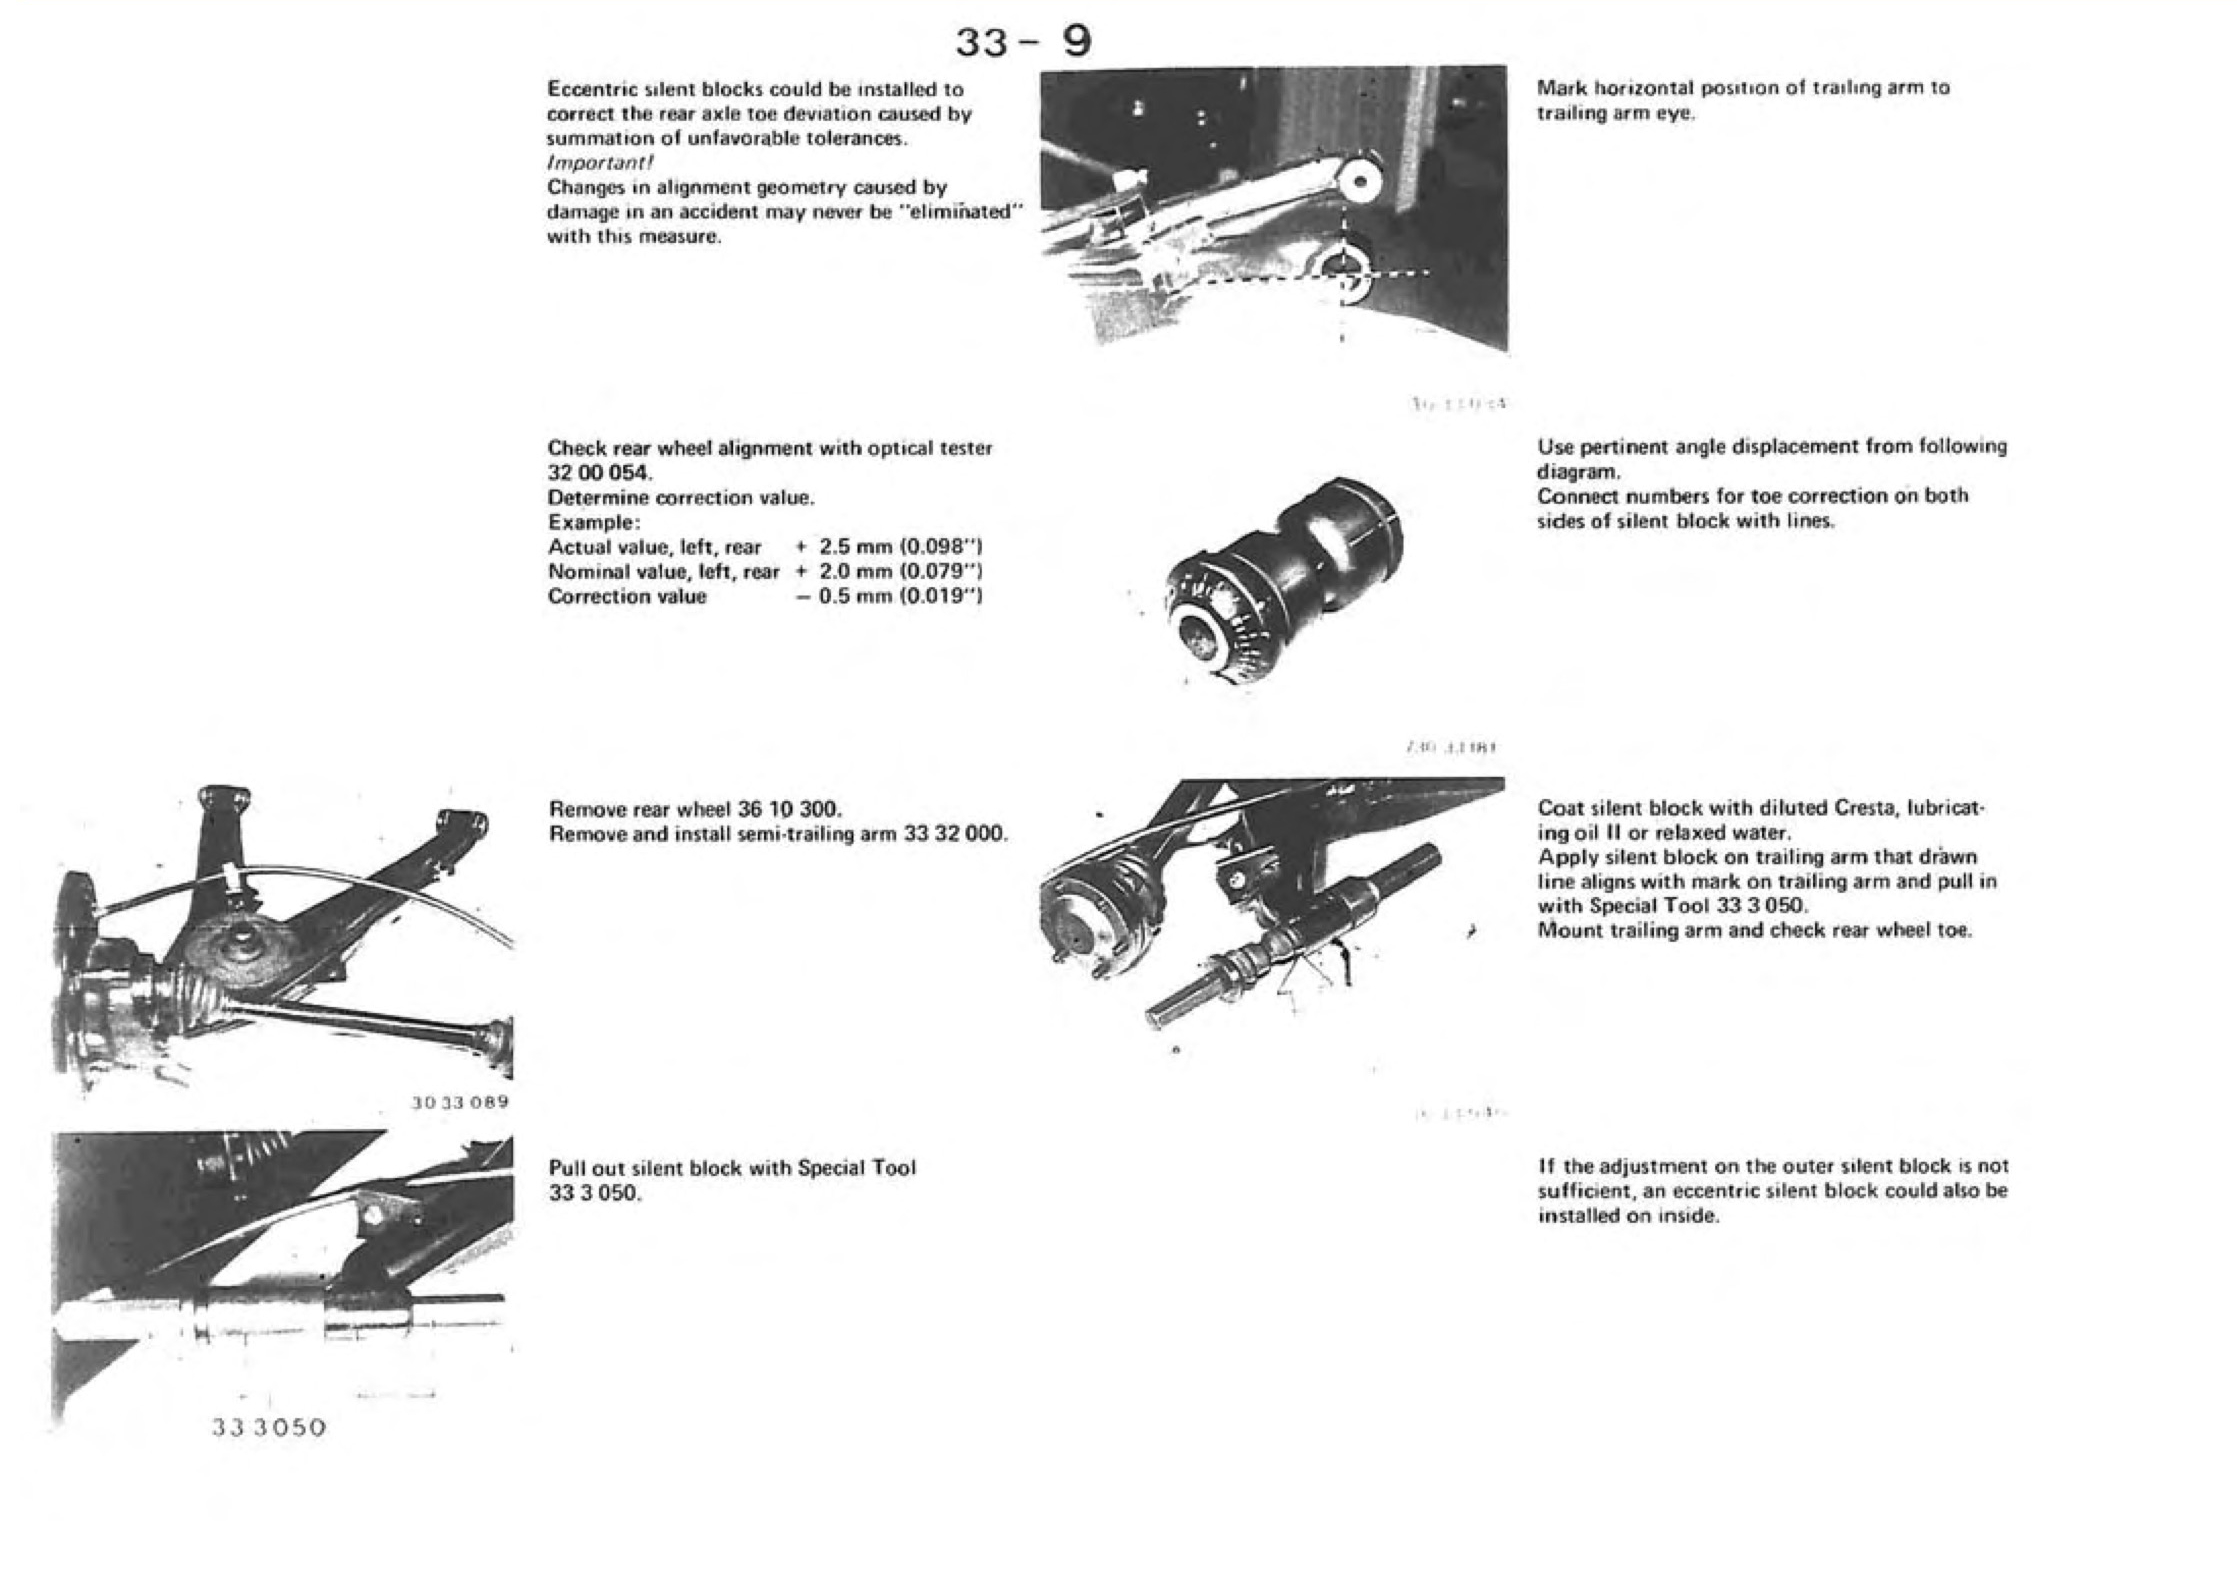 33- 9
Eccentric silent blocks could be installed to
correct the rear axle toe deviation caused by
summation of unfavorable tolerances.
Important!
Changes in alignment geometry caused by
damage in an accident may never be "eliminated"
with this measure.
Check rear wheel alignment with optical tester
32 00 054.
Determine correction value.
Example:
Actual value, left, rear + 2.5 mm (0.098")
Nominal value, left, rear + 2.0 mm (0.079")
Correction value – 0.5 mm (0.019")
Remove rear wheel 36 10 300.
Remove and install semi-trailing arm 33 32 000.
30 33 089
Pull out silent block with Special Tool
33 3 050.
33 3050
Mark horizontal position of trailing arm to
trailing arm eye.
Use pertinent angle displacement from following
diagram.
Connect numbers for toe correction on both
sides of silent block with lines.
Coat silent block with diluted Cresta, lubricat-
ing oil II or relaxed water.
Apply silent block on trailing arm that drawn
line aligns with mark on trailing arm and pull in
with Special Tool 33 3 050.
Mount trailing arm and check rear wheel toe.
If the adjustment on the outer silent block is not
sufficient, an eccentric silent block could also be
installed on inside.